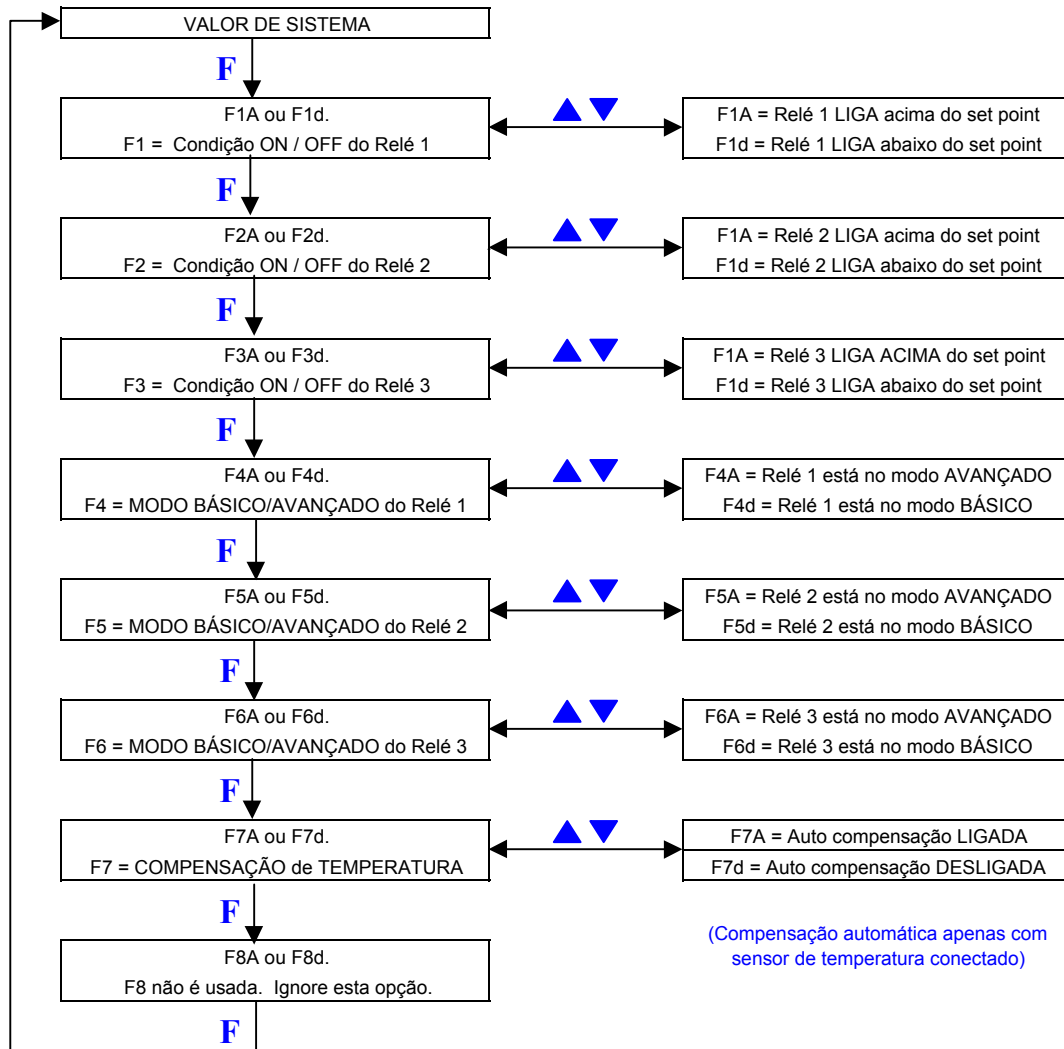 VALOR DE SISTEMA
F
F1A ou F1d.
F1 = Condição ON / OFF do Relé 1
F1A = Relé 1 LIGA acima do set point
F1d = Relé 1 LIGA abaixo do set point
F
F2A ou F2d.
F2 = Condição ON / OFF do Relé 2
F1A = Relé 2 LIGA acima do set point
F1d = Relé 2 LIGA abaixo do set point
F
F3A ou F3d.
F3 = Condição ON / OFF do Relé 3
F1A = Relé 3 LIGA ACIMA do set point
F1d = Relé 3 LIGA abaixo do set point
F
F4A ou F4d.
F4 = MODO BÁSICO/AVANÇADO do Relé 1
F4A = Relé 1 está no modo AVANÇADO
F4d = Relé 1 está no modo BÁSICO
F
F5A ou F5d.
F5 = MODO BÁSICO/AVANÇADO do Relé 2
F5A = Relé 2 está no modo AVANÇADO
F5d = Relé 2 está no modo BÁSICO
F
F6A ou F6d.
F6 = MODO BÁSICO/AVANÇADO do Relé 3
F6A = Relé 3 está no modo AVANÇADO
F6d = Relé 3 está no modo BÁSICO
F
F7A ou F7d.
F7 = COMPENSAÇÃO de TEMPERATURA
F7A = Auto compensação LIGADA
F7d = Auto compensação DESLIGADA
(Compensação automática apenas com
sensor de temperatura conectado)
F
F8A ou F8d.
F8 não é usada. Ignore esta opção.
F